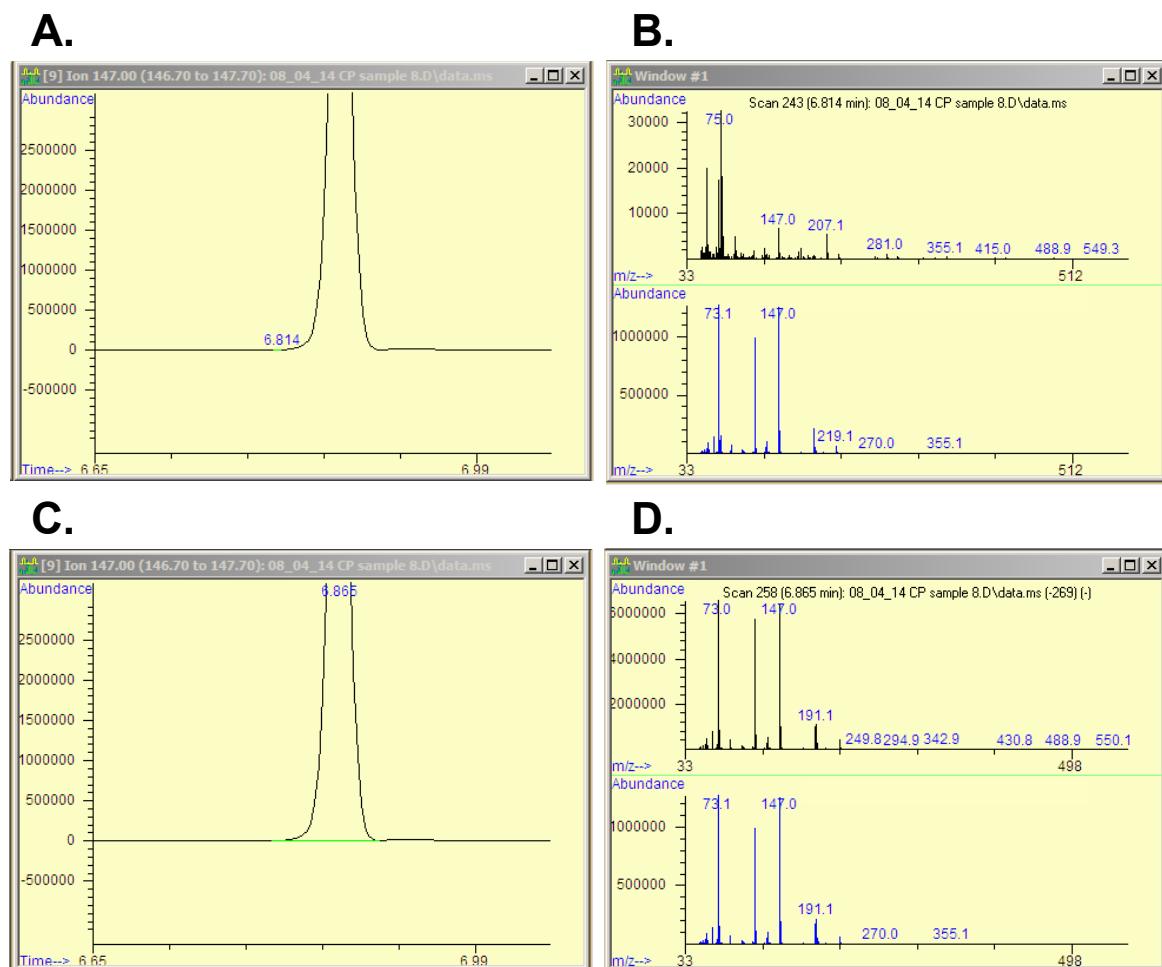 A.
[9] Ion 147.00 (146.70 to 147.70): 08_04_14 CP sample 8.D\data.ms
Abundance
2500000
2000000
1500000
1000000
500000
0
-500000
6.814
Time-->
6.65
6.99
B.
Window #1
Abundance
Scan 243 (6.814 min): 08_04_14 CP sample 8.D\data.ms
30000
20000
10000
75.0
147.0
207.1
281.0
355.1
415.0
488.9
549.3
m/z-->
33
512
Abundance
1000000
500000
73.1
147.0
219.1
270.0
355.1
m/z-->
33
512
C.
[9] Ion 147.00 (146.70 to 147.70): 08_04_14 CP sample 8.D\data.ms
Abundance
6.865
2500000
2000000
1500000
1000000
500000
0
-500000
Time-->
6.65
6.99
D.
Window #1
Abundance
Scan 258 (6.865 min): 08_04_14 CP sample 8.D\data.ms (-269) (-)
6000000
4000000
2000000
73.0
147.0
191.1
249.8
294.9
342.9
430.8
488.9
550.1
m/z-->
33
498
Abundance
1000000
500000
73.1
147.0
191.1
270.0
355.1
m/z-->
33
498